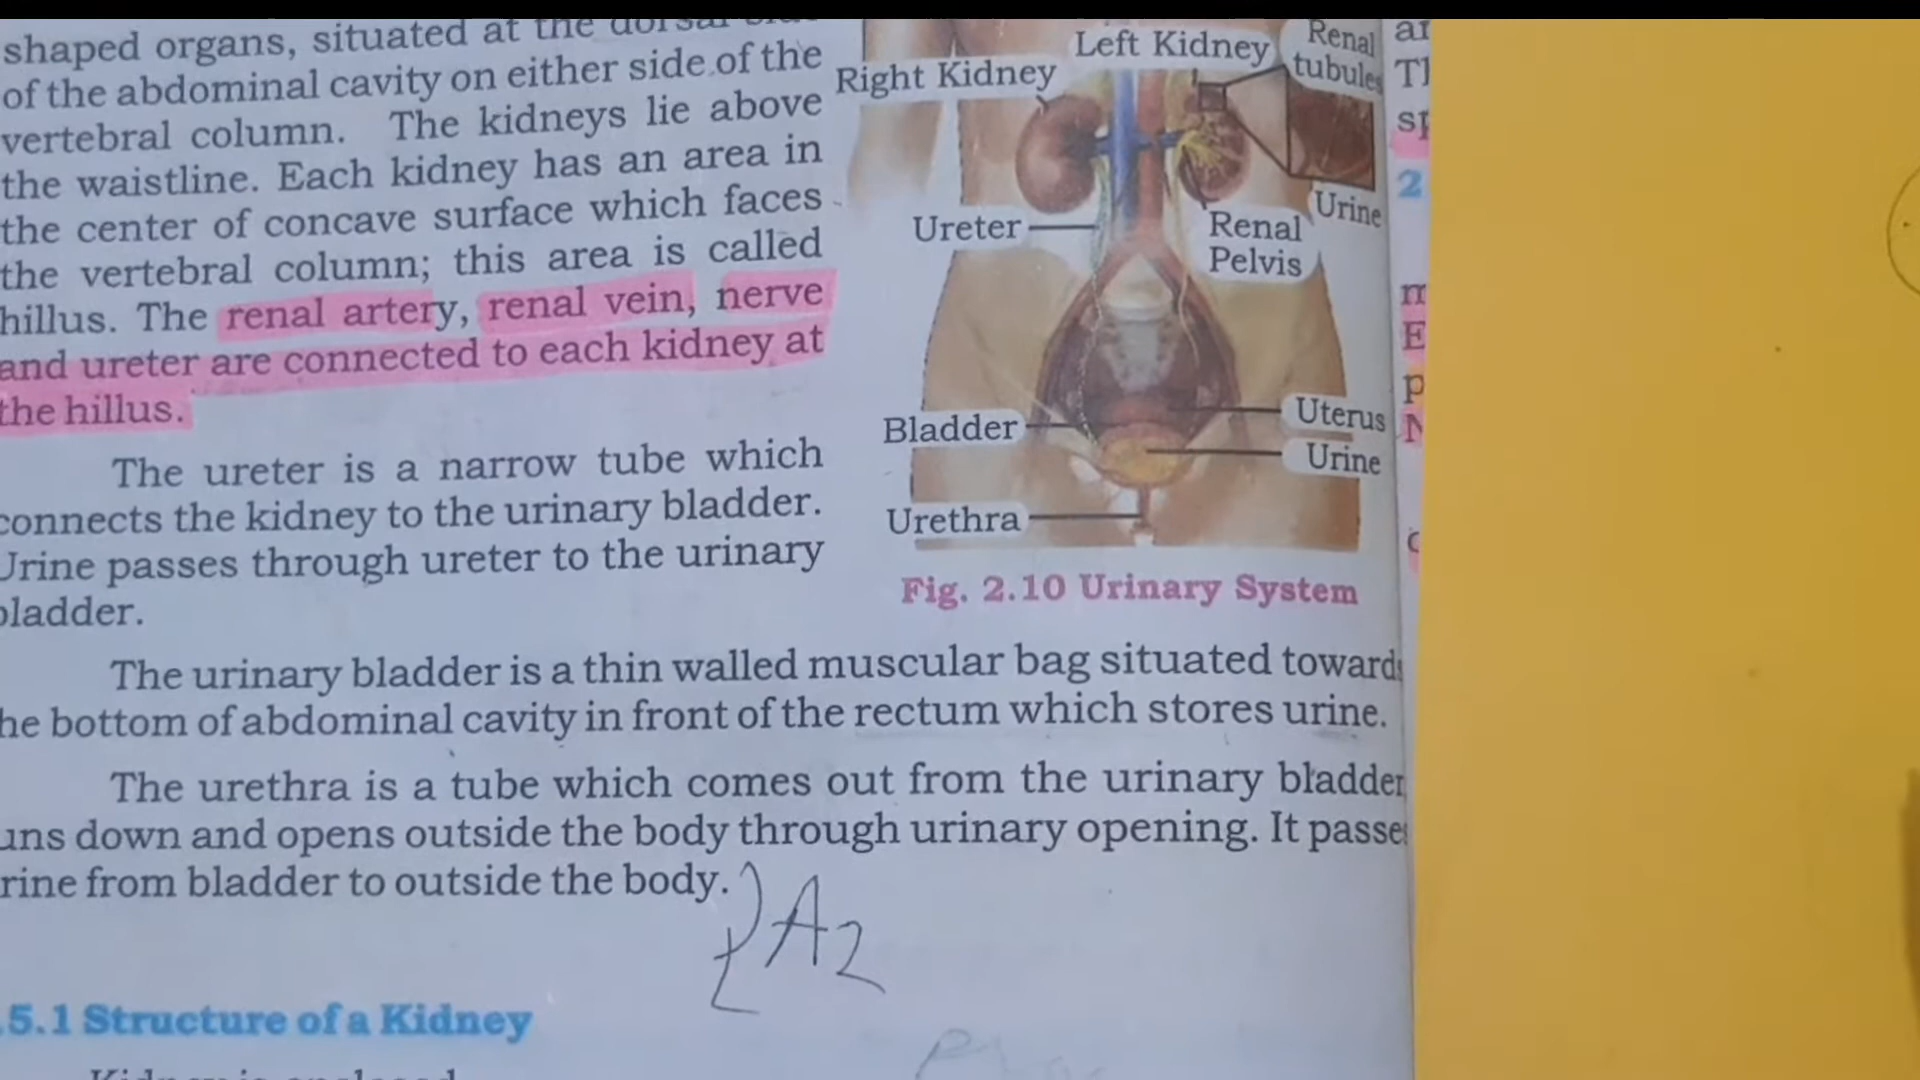 shaped organs, situated at the dorsal
of the abdominal cavity on either side of the
vertebral column. The kidneys lie above
the waistline. Each kidney has an area in
the center of concave surface which faces
the vertebral column; this area is called
hillus. The renal artery, renal vein, nerve
and ureter are connected to each kidney at
the hillus.
The ureter is a narrow tube which
connects the kidney to the urinary bladder.
Urine passes through ureter to the urinary
bladder.
Left Kidney
Renal
tubules
Right Kidney
Urine
Ureter
Renal
Pelvis
Bladder
Uterus
Urine
Urethra
Fig. 2.10 Urinary System
The urinary bladder is a thin walled muscular bag situated towards
he bottom of abdominal cavity in front of the rectum which stores urine.
The urethra is a tube which comes out from the urinary bladder
uns down and opens outside the body through urinary opening. It passes
rine from bladder to outside the body.
A2
.5.1 Structure of a Kidney
2